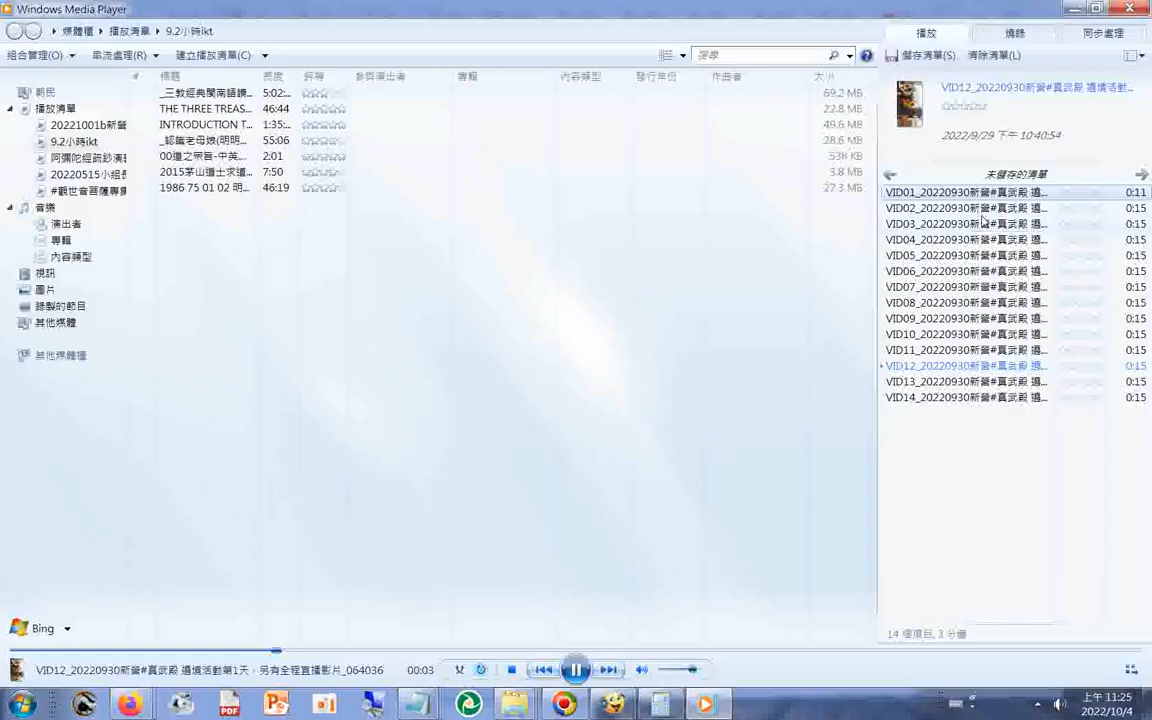 Windows Media Player
媒體櫃 ▸ 播放清單 ▸ 9.2小時ikt
組合管理(O) 串流處理(R) 建立播放清單(C) 搜尋
標題 長度 分級 參與演出者 專輯 內容類型 發行年份 作曲者 大小
播放清單
20221001b新營
9.2小時ikt
阿彌陀經疏鈔演義
20220515小組長
#觀世音菩薩專集
音樂
演出者
專輯
內容類型
視訊
圖片
錄製的節目
其他媒體
其他媒體櫃
_三教經典閩南語讀... 5:02:... 69.2 MB
THE THREE TREAS... 46:44 22.8 MB
INTRODUCTION T... 1:35:... 49.6 MB
_認識老母娘(明明... 55:06 28.6 MB
00道之宗旨-中英... 2:01 538 KB
2015茅山道士求道... 7:50 3.8 MB
1986 75 01 02 明... 46:19 27.3 MB
播放 燒錄 同步處理
儲存清單(S) 清除清單(L)
VID12_20220930新營#真武殿 遶境活動...
2022/9/29 下午 10:40:54
未儲存的清單
VID01_20220930新營#真武殿 遶... 0:11
VID02_20220930新營#真武殿 遶... 0:15
VID03_20220930新營#真武殿 遶... 0:15
VID04_20220930新營#真武殿 遶... 0:15
VID05_20220930新營#真武殿 遶... 0:15
VID06_20220930新營#真武殿 遶... 0:15
VID07_20220930新營#真武殿 遶... 0:15
VID08_20220930新營#真武殿 遶... 0:15
VID09_20220930新營#真武殿 遶... 0:15
VID10_20220930新營#真武殿 遶... 0:15
VID11_20220930新營#真武殿 遶... 0:15
VID12_20220930新營#真武殿 遶... 0:15
VID13_20220930新營#真武殿 遶... 0:15
VID14_20220930新營#真武殿 遶... 0:15
14 個項目, 3 分鐘
Bing
VID12_20220930新營#真武殿 遶境活動第1天，另有全程直播影片_064036 00:03
PDF
上午 11:25
2022/10/4